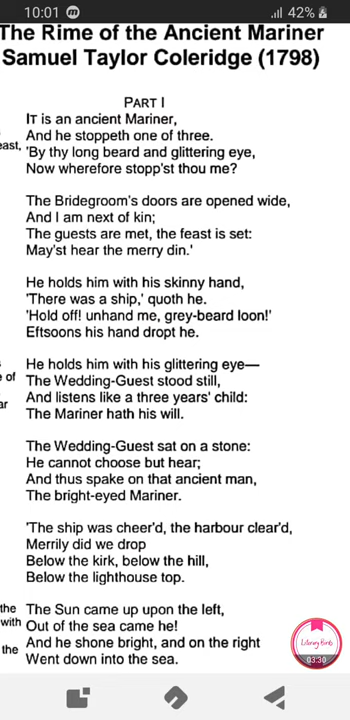 10:01 42%
The Rime of the Ancient Mariner
Samuel Taylor Coleridge (1798)
PART I
IT is an ancient Mariner,
And he stoppeth one of three.
east,
'By thy long beard and glittering eye,
Now wherefore stopp'st thou me?
The Bridegroom's doors are opened wide,
And I am next of kin;
The guests are met, the feast is set:
May'st hear the merry din.'
He holds him with his skinny hand,
'There was a ship,' quoth he.
'Hold off! unhand me, grey-beard loon!'
Eftsoons his hand dropt he.
He holds him with his glittering eye—
of The Wedding-Guest stood still,
And listens like a three years' child:
ar
The Mariner hath his will.
The Wedding-Guest sat on a stone:
He cannot choose but hear;
And thus spake on that ancient man,
The bright-eyed Mariner.
'The ship was cheer'd, the harbour clear'd,
Merrily did we drop
Below the kirk, below the hill,
Below the lighthouse top.
the The Sun came up upon the left,
with Out of the sea came he!
the And he shone bright, and on the right
Went down into the sea.
Literary Birds
03:30